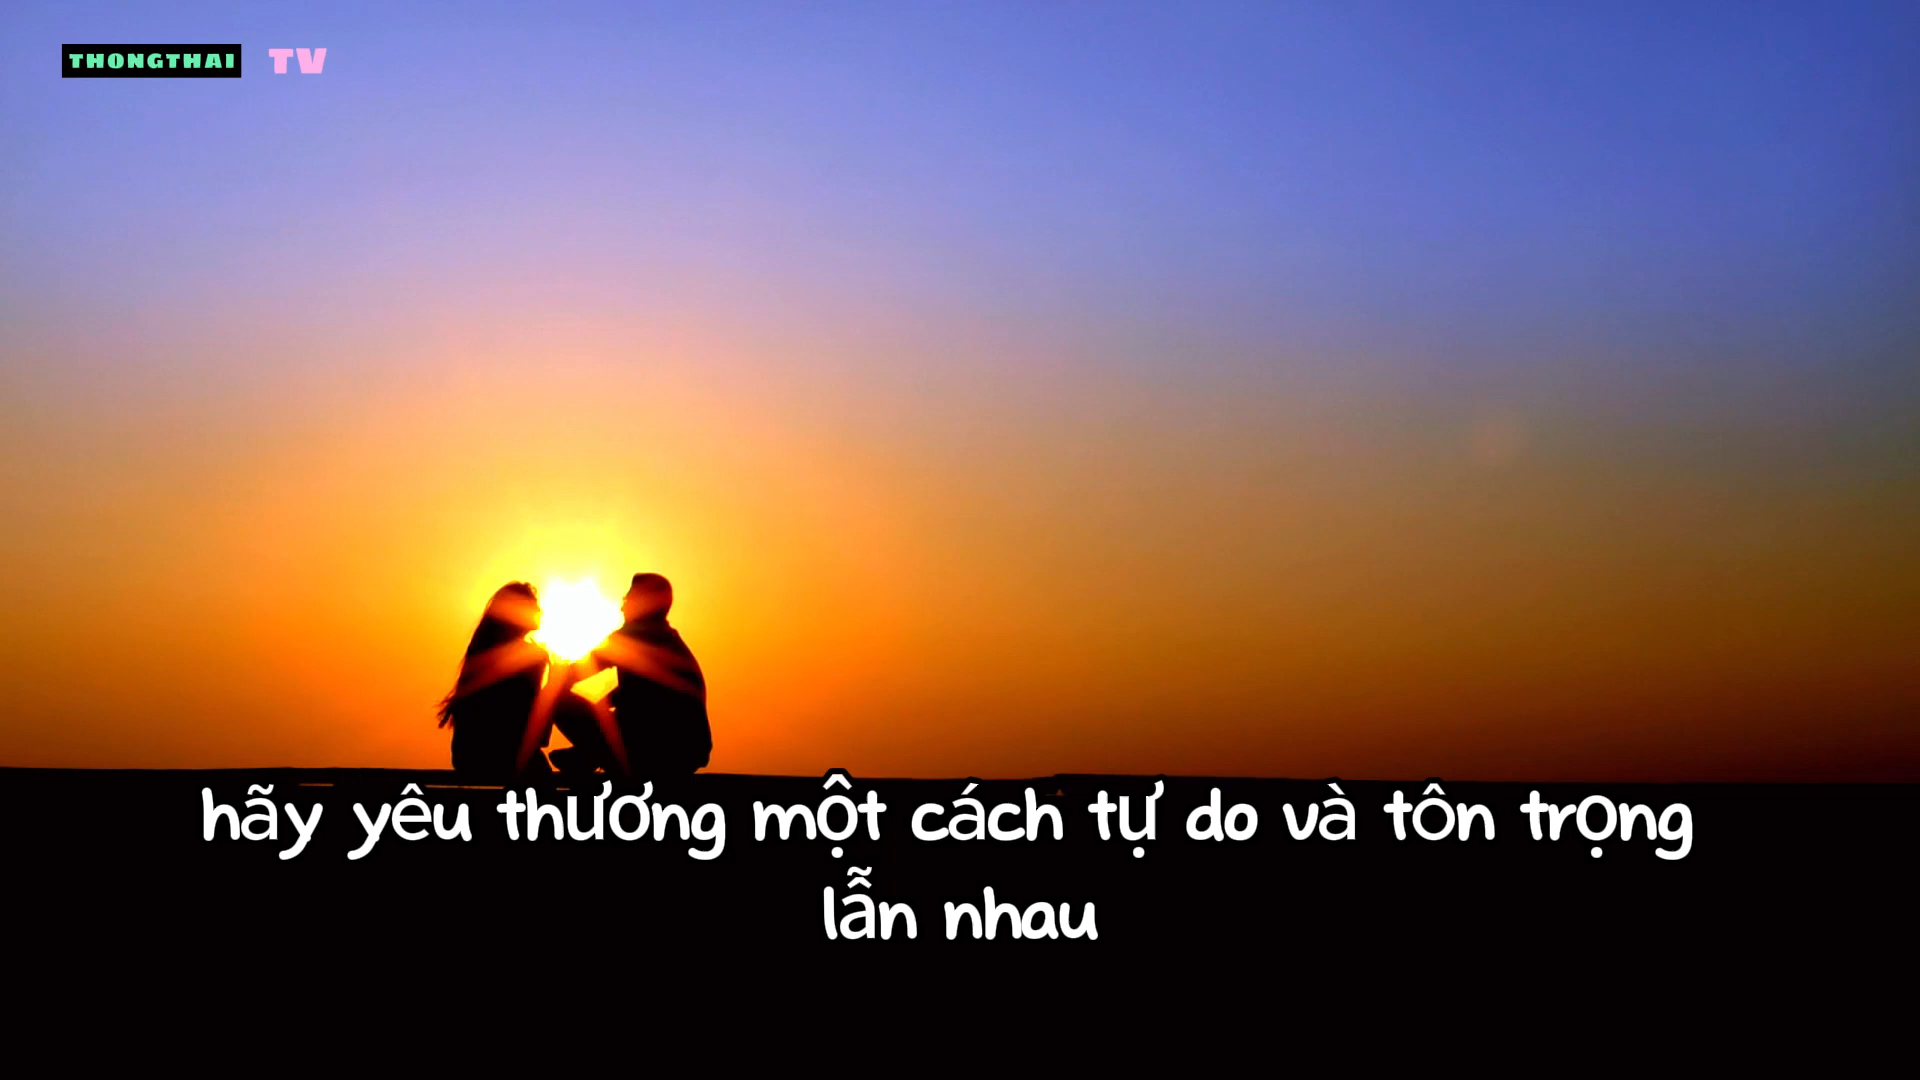 THONGTHAI TV
hãy yêu thương một cách tự do và tôn trọng
lẫn nhau